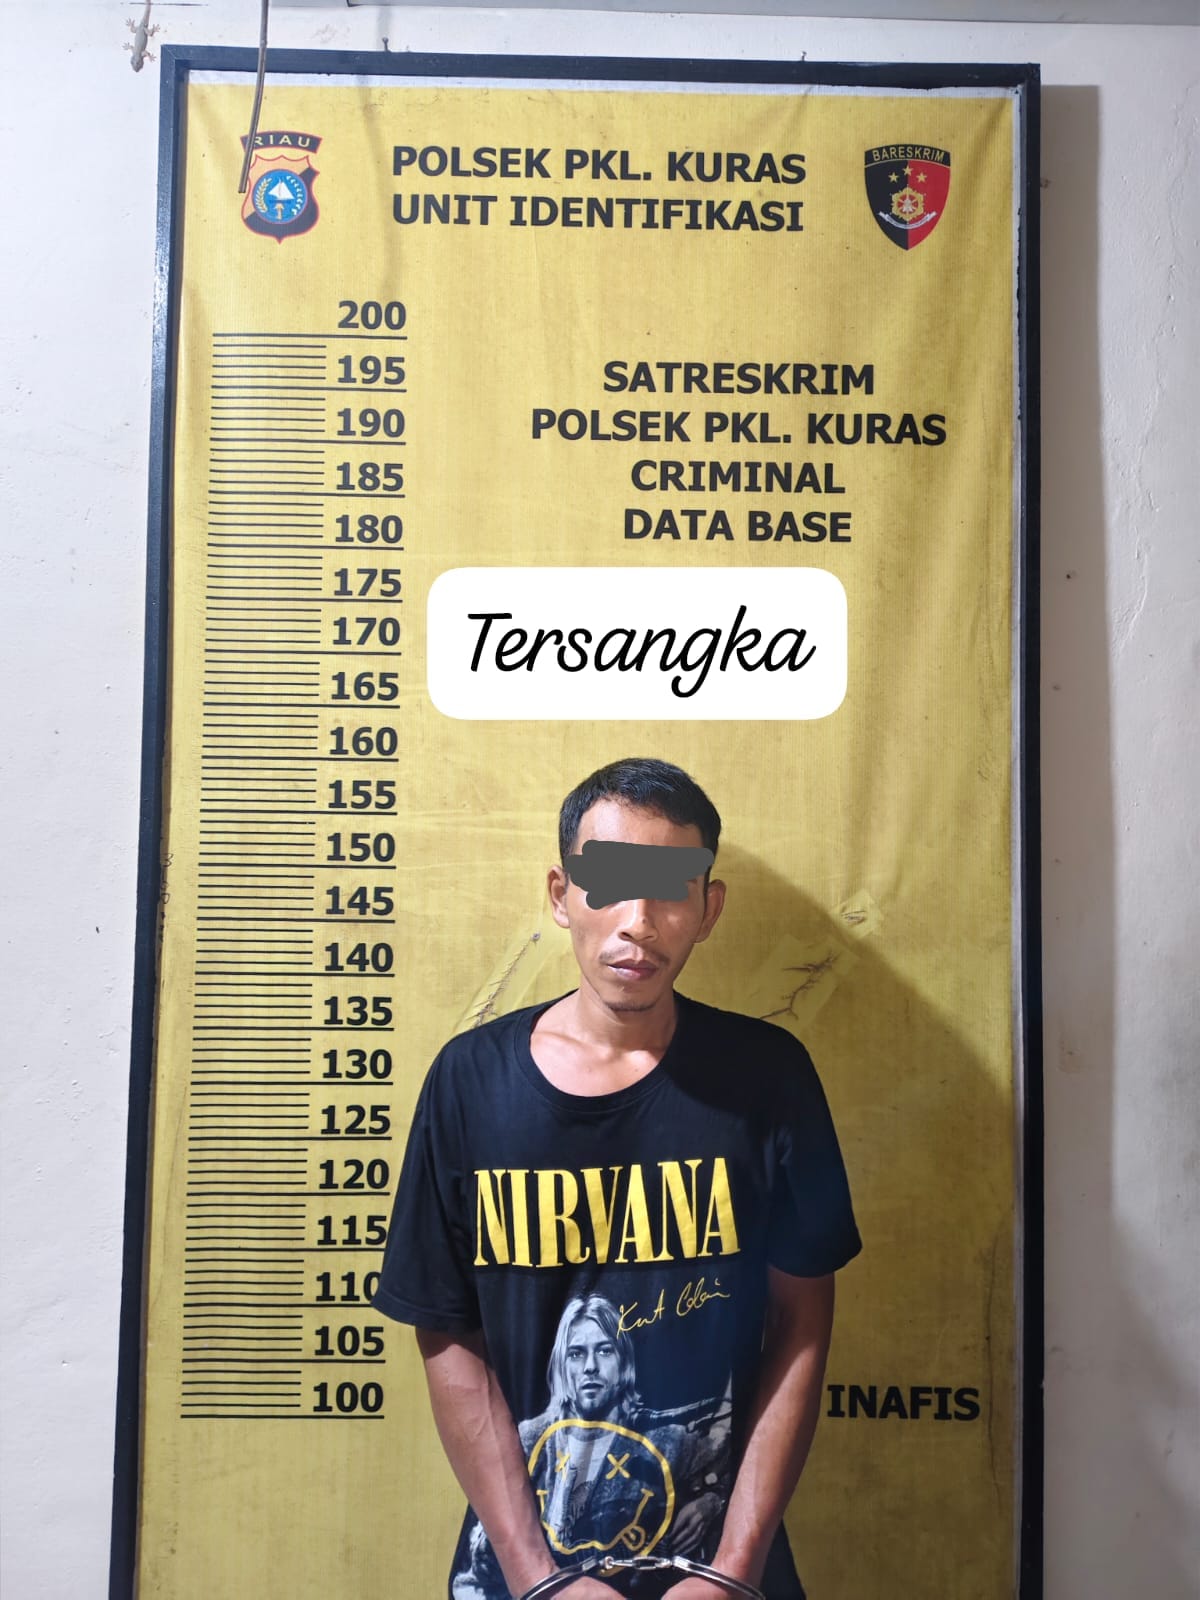 RIAU
POLSEK PKL. KURAS
UNIT IDENTIFIKASI
BARESKRIM
200
195
190
185
180
175
170
165
160
155
150
145
140
135
130
125
120
115
110
105
100
SATRESKRIM
POLSEK PKL. KURAS
CRIMINAL
DATA BASE
Tersangka
NIRVANA
Kurt Cobain
INAFIS